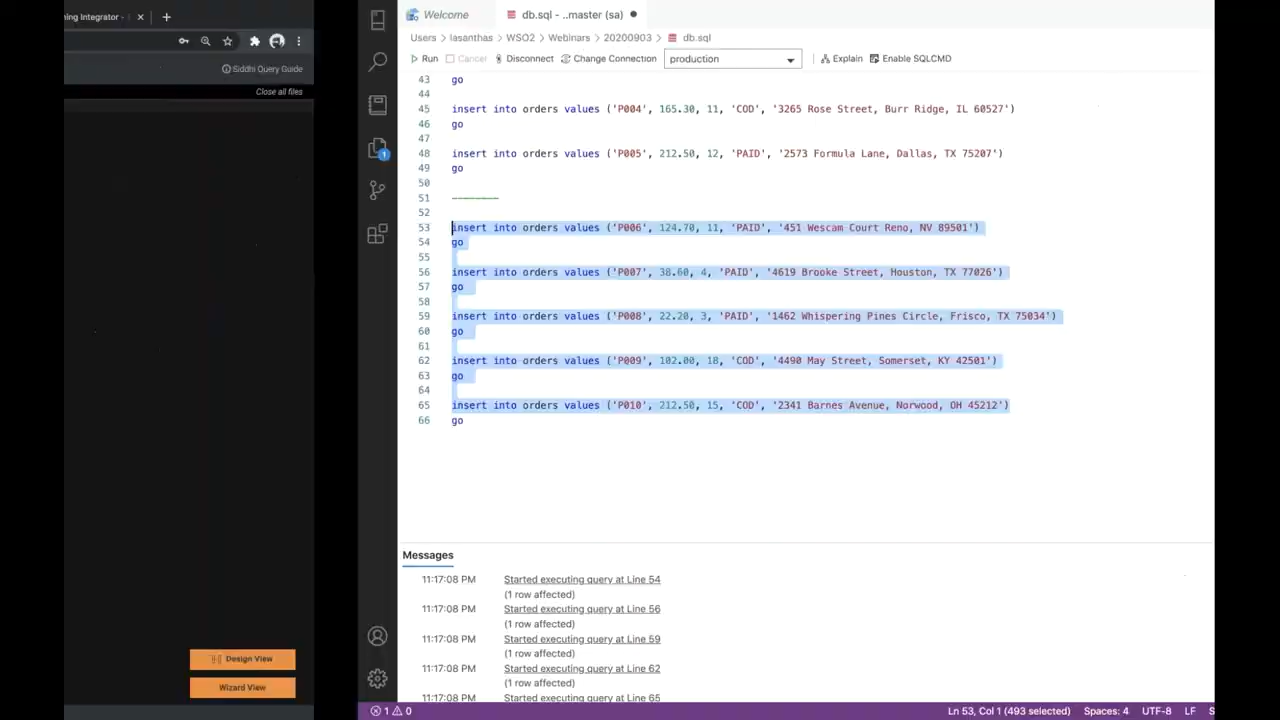 ning Integrator -
Siddhi Query Guide
Close all files
Design View
Wizard View
Welcome
db.sql - ..master (sa)
Users > lasanthas > WSO2 > Webinars > 20200903 > db.sql
Run Cancel Disconnect Change Connection production Explain Enable SQLCMD
43 go
44
45 insert into orders values ('P004', 165.30, 11, 'COD', '3265 Rose Street, Burr Ridge, IL 60527')
46 go
47
48 insert into orders values ('P005', 212.50, 12, 'PAID', '2573 Formula Lane, Dallas, TX 75207')
49 go
50
51 --------
52
53 insert into orders values ('P006', 124.70, 11, 'PAID', '451 Wescam Court Reno, NV 89501')
54 go
55
56 insert into orders values ('P007', 38.60, 4, 'PAID', '4619 Brooke Street, Houston, TX 77026')
57 go
58
59 insert into orders values ('P008', 22.20, 3, 'PAID', '1462 Whispering Pines Circle, Frisco, TX 75034')
60 go
61
62 insert into orders values ('P009', 102.00, 18, 'COD', '4490 May Street, Somerset, KY 42501')
63 go
64
65 insert into orders values ('P010', 212.50, 15, 'COD', '2341 Barnes Avenue, Norwood, OH 45212')
66 go
1
Messages
11:17:08 PM Started executing query at Line 54
(1 row affected)
11:17:08 PM Started executing query at Line 56
(1 row affected)
11:17:08 PM Started executing query at Line 59
(1 row affected)
11:17:08 PM Started executing query at Line 62
(1 row affected)
11:17:08 PM Started executing query at Line 65
1 0 Ln 53, Col 1 (493 selected) Spaces: 4 UTF-8 LF S